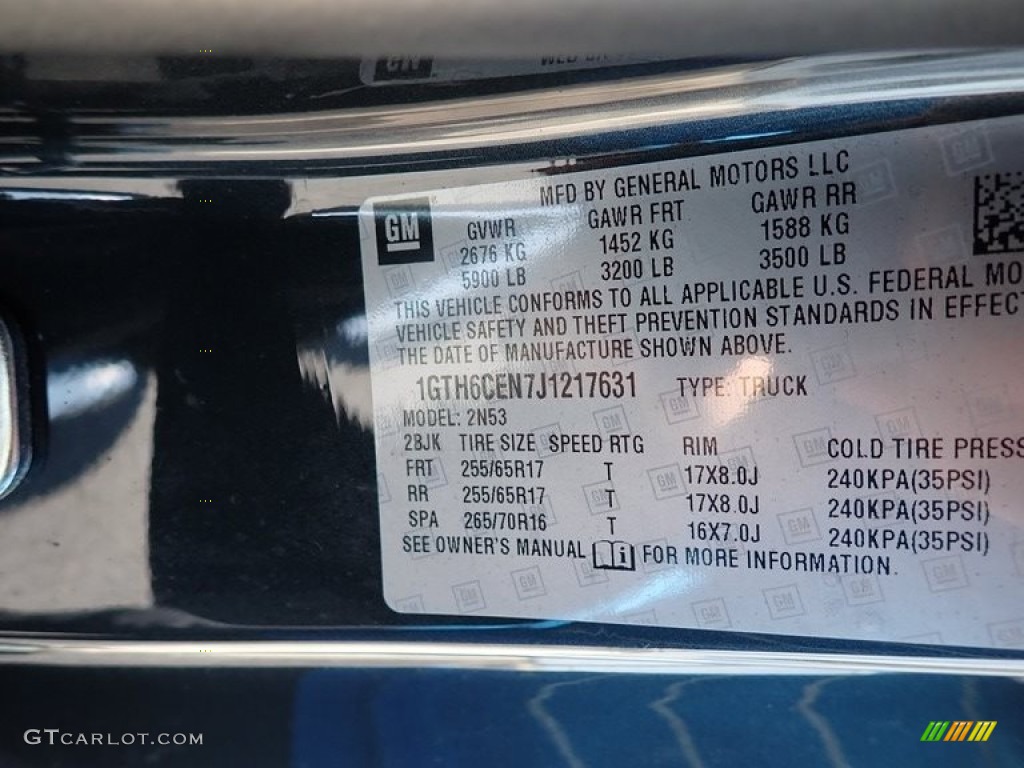 MFD BY GENERAL MOTORS LLC
GM GVWR GAWR FRT GAWR RR
2676 KG 1452 KG 1588 KG
5900 LB 3200 LB 3500 LB
THIS VEHICLE CONFORMS TO ALL APPLICABLE U.S. FEDERAL MO
VEHICLE SAFETY AND THEFT PREVENTION STANDARDS IN EFFECT
THE DATE OF MANUFACTURE SHOWN ABOVE.
1GTH6CEN7J1217631 TYPE: TRUCK
MODEL: 2N53
2BJK TIRE SIZE SPEED RTG RIM COLD TIRE PRESS
FRT 255/65R17 T 17X8.0J 240KPA(35PSI)
RR 255/65R17 T 17X8.0J 240KPA(35PSI)
SPA 265/70R16 T 16X7.0J 240KPA(35PSI)
SEE OWNER'S MANUAL i FOR MORE INFORMATION.
GTCARLOT.COM